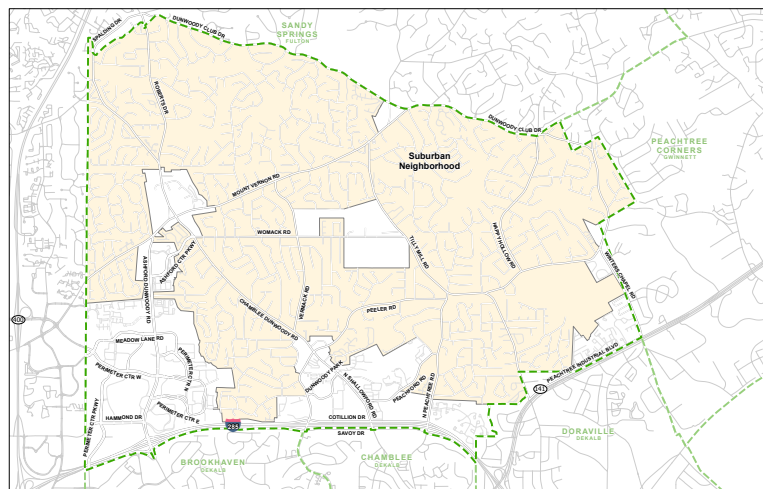 SPALDING DR
DUNWOODY CLUB DR
SANDY
SPRINGS
FULTON
ROBERTS DR
DUNWOODY CLUB DR
PEACHTREE
CORNERS
GWINNETT
Suburban
Neighborhood
MOUNT VERNON RD
WOMACK RD
TILLY MILL RD
HAPPY HOLLOW RD
ASHFORD CTR PKWY
ASHFORD DUNWOODY RD
VERMACK RD
WINTERS CHAPEL RD
CHAMBLEE DUNWOODY RD
PEELER RD
400
MEADOW LANE RD
PERIMETER CTR N
PERIMETER CTR W
DUNWOODY PARK
N SHALLOWFORD RD
PEACHFORD RD
N PEACHTREE RD
PEACHTREE INDUSTRIAL BLVD
141
PERIMETER CTR PKWY
HAMMOND DR
PERIMETER CTR E
285
COTILLION DR
SAVOY DR
DORAVILLE
DEKALB
BROOKHAVEN
DEKALB
CHAMBLEE
DEKALB